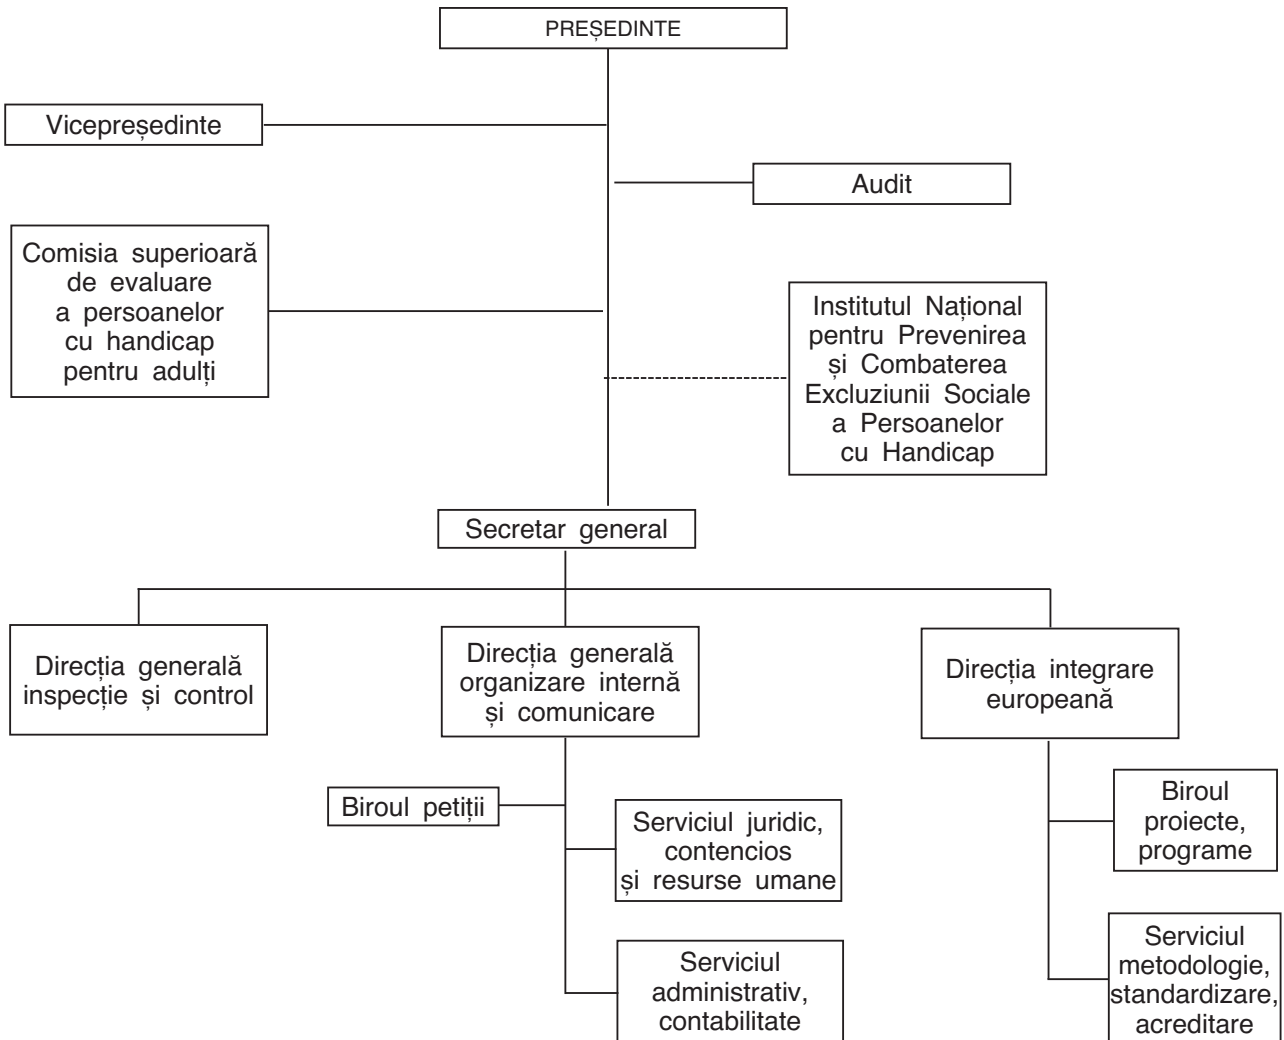 PREȘEDINTE
Vicepreședinte
Audit
Comisia superioară
de evaluare
a persoanelor
cu handicap
pentru adulți
Institutul Național
pentru Prevenirea
și Combaterea
Excluziunii Sociale
a Persoanelor
cu Handicap
Secretar general
Direcția generală
inspecție și control
Direcția generală
organizare internă
și comunicare
Direcția integrare
europeană
Biroul petiții
Serviciul juridic,
contencios
și resurse umane
Serviciul
administrativ,
contabilitate
Biroul
proiecte,
programe
Serviciul
metodologie,
standardizare,
acreditare